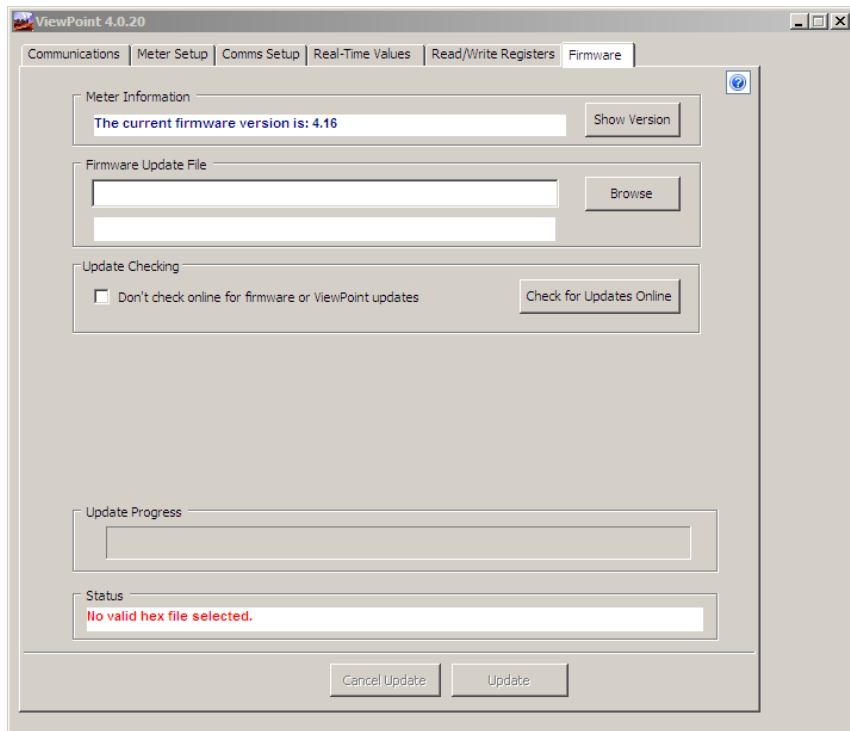 ViewPoint 4.0.20
Communications Meter Setup Comms Setup Real-Time Values Read/Write Registers Firmware
Meter Information
The current firmware version is: 4.16 Show Version
Firmware Update File
Browse
Update Checking
Don't check online for firmware or ViewPoint updates Check for Updates Online
Update Progress
Status
No valid hex file selected.
Cancel Update Update